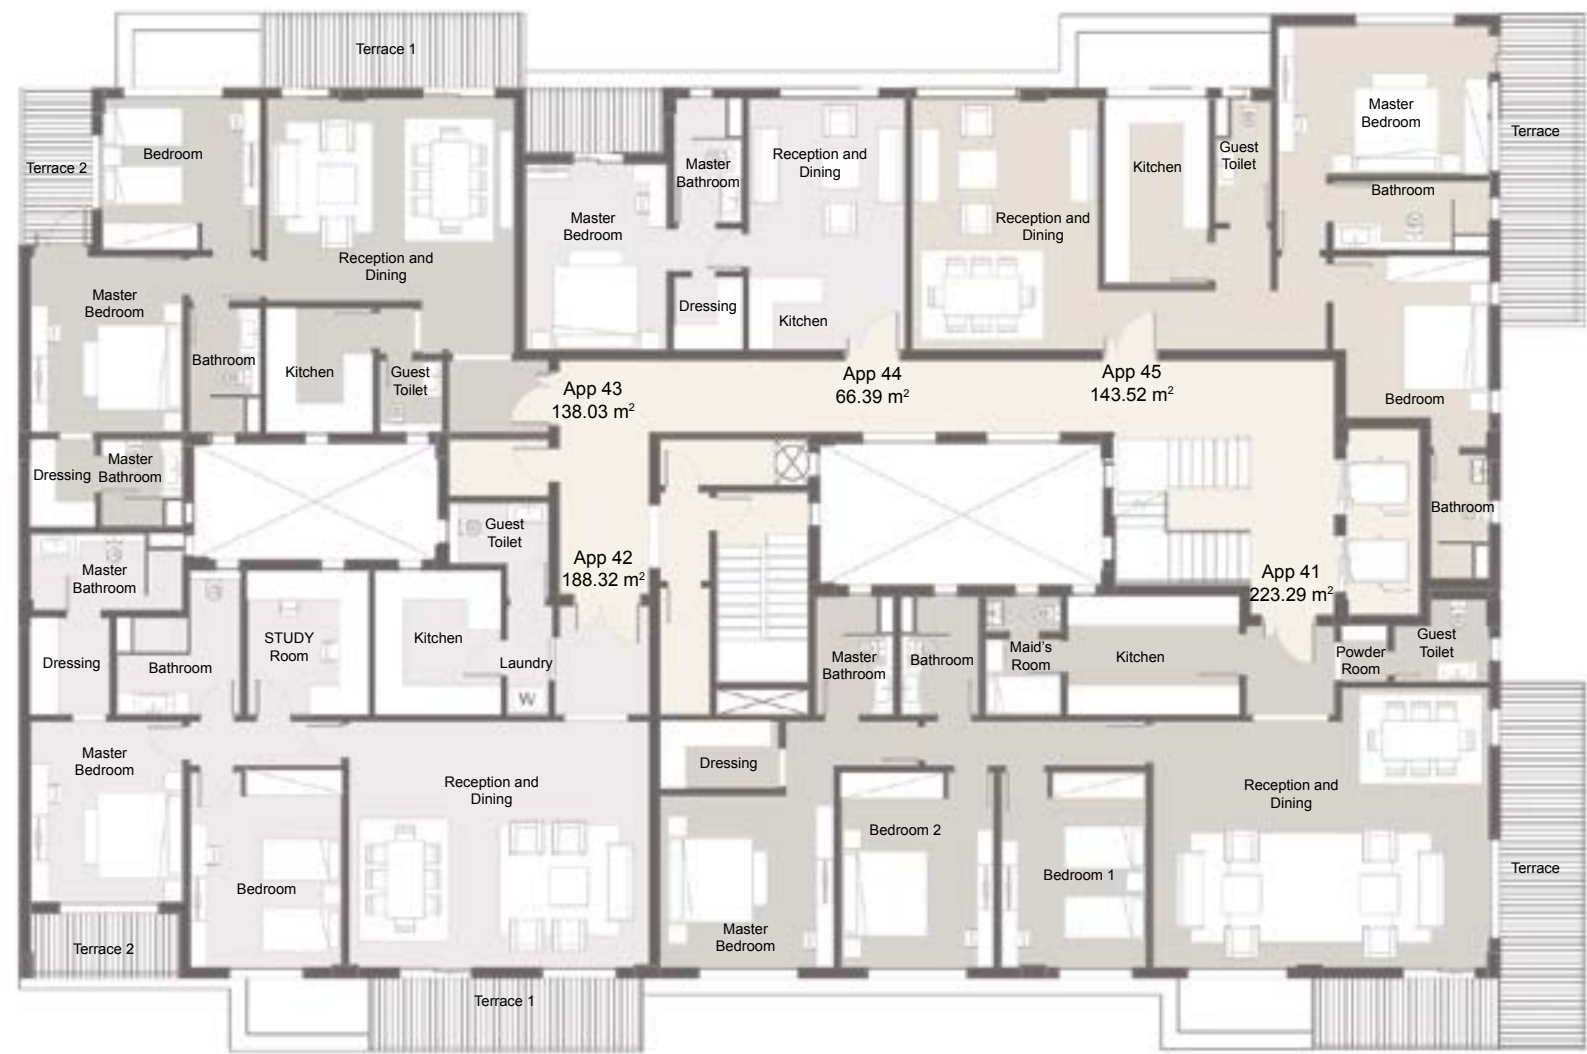 Terrace 1
Terrace 2
Bedroom
Reception and
Dining
Master
Bedroom
Bathroom
Kitchen
Guest
Toilet
Dressing
Master
Bathroom
App 43
138.03 m²
Master
Bedroom
Master
Bathroom
Dressing
Reception and
Dining
Kitchen
App 44
66.39 m²
Reception and
Dining
Kitchen
Guest
Toilet
Master
Bedroom
Terrace
Bathroom
Bedroom
Bathroom
App 45
143.52 m²
Guest
Toilet
App 42
188.32 m²
Master
Bathroom
Dressing
Bathroom
STUDY
Room
Kitchen
Laundry
W
Master
Bedroom
Bedroom
Reception and
Dining
Terrace 2
Terrace 1
App 41
223.29 m²
Master
Bathroom
Bathroom
Maid's
Room
Kitchen
Powder
Room
Guest
Toilet
Dressing
Master
Bedroom
Bedroom 2
Bedroom 1
Reception and
Dining
Terrace